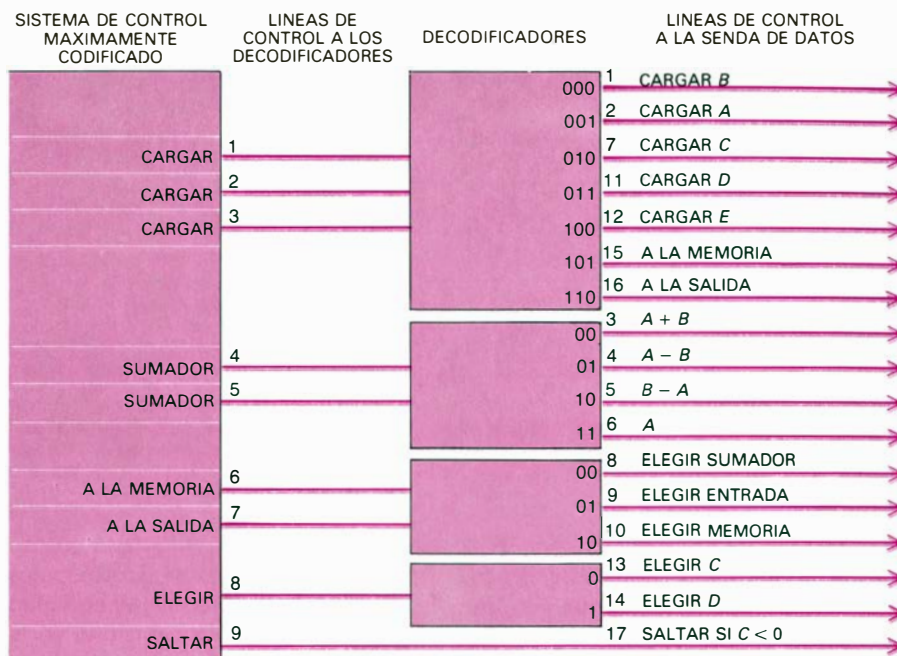 SISTEMA DE CONTROL
MAXIMAMENTE
CODIFICADO
LINEAS DE
CONTROL A LOS
DECODIFICADORES
DECODIFICADORES
LINEAS DE CONTROL
A LA SENDA DE DATOS
000 1 CARGAR B
001 2 CARGAR A
CARGAR 1 010 7 CARGAR C
CARGAR 2 011 11 CARGAR D
CARGAR 3 100 12 CARGAR E
101 15 A LA MEMORIA
110 16 A LA SALIDA
00 3 A + B
SUMADOR 4 01 4 A − B
SUMADOR 5 10 5 B − A
11 6 A
00 8 ELEGIR SUMADOR
A LA MEMORIA 6 01 9 ELEGIR ENTRADA
A LA SALIDA 7 10 10 ELEGIR MEMORIA
0 13 ELEGIR C
ELEGIR 8 1 14 ELEGIR D
SALTAR 9 17 SALTAR SI C < 0